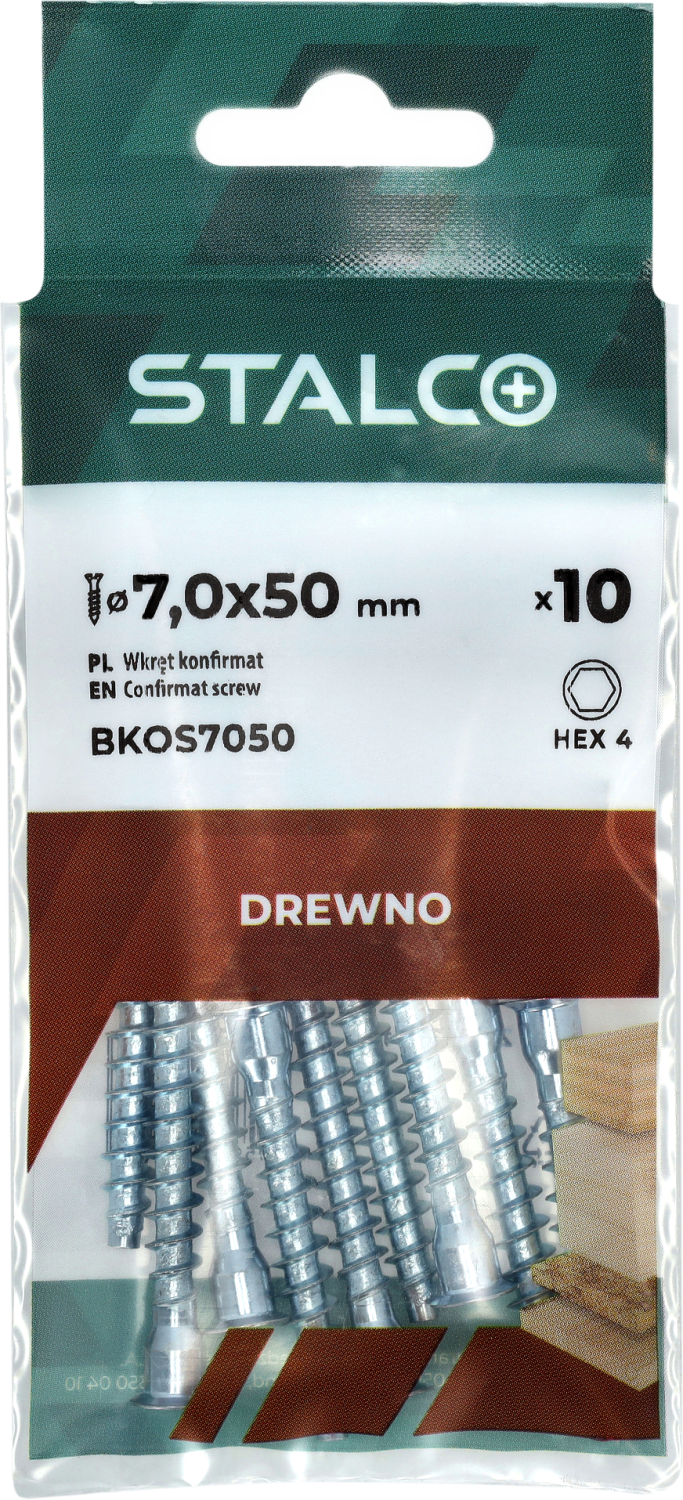 STALCO
ø7,0x50 mm
x10
PL Wkręt konfirmat
EN Confirmat screw
BKOS7050
HEX 4
DREWNO